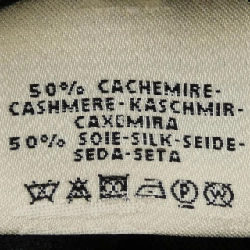 50% CACHEMIRE-
CASHMERE-KASCHMIR-
CAXEMIRA
50% SOIE-SILK-SEIDE-
SEDA-SETA
P W